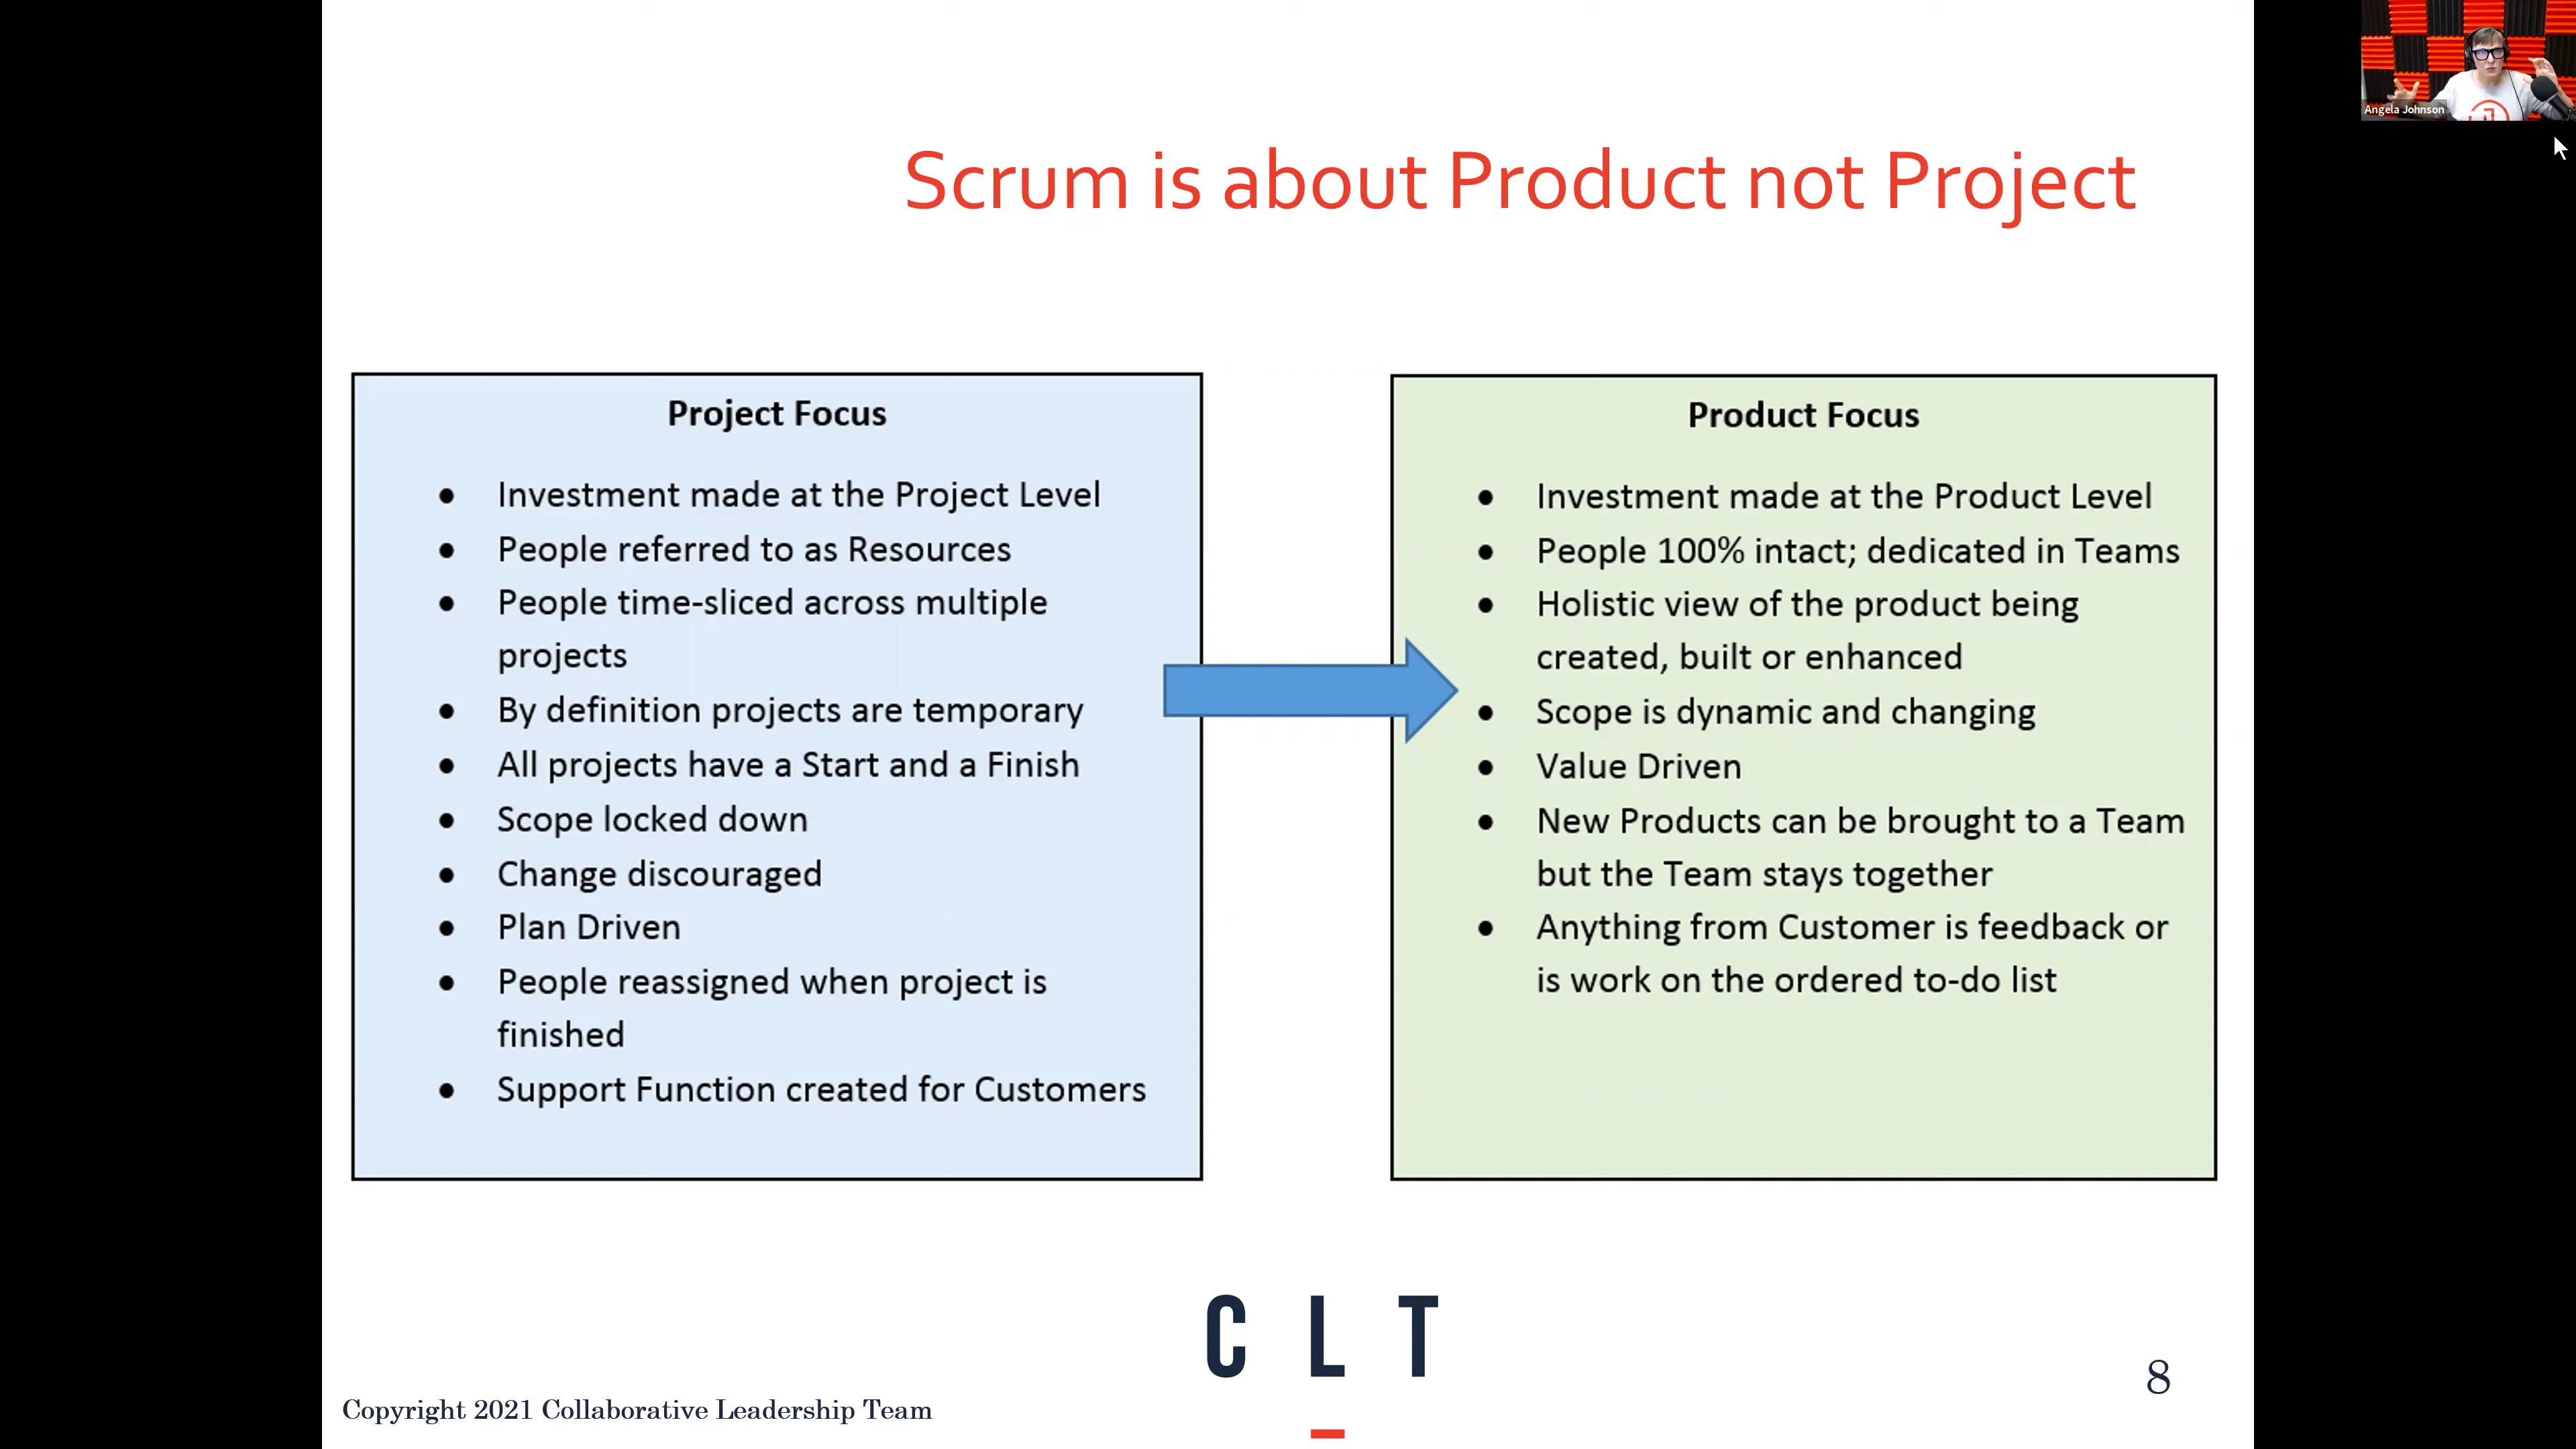 Angela Johnson
Scrum is about Product not Project
Project Focus
• Investment made at the Project Level
• People referred to as Resources
• People time-sliced across multiple
projects
• By definition projects are temporary
• All projects have a Start and a Finish
• Scope locked down
• Change discouraged
• Plan Driven
• People reassigned when project is
finished
• Support Function created for Customers
Product Focus
• Investment made at the Product Level
• People 100% intact; dedicated in Teams
• Holistic view of the product being
created, built or enhanced
• Scope is dynamic and changing
• Value Driven
• New Products can be brought to a Team
but the Team stays together
• Anything from Customer is feedback or
is work on the ordered to-do list
C L T
8
Copyright 2021 Collaborative Leadership Team